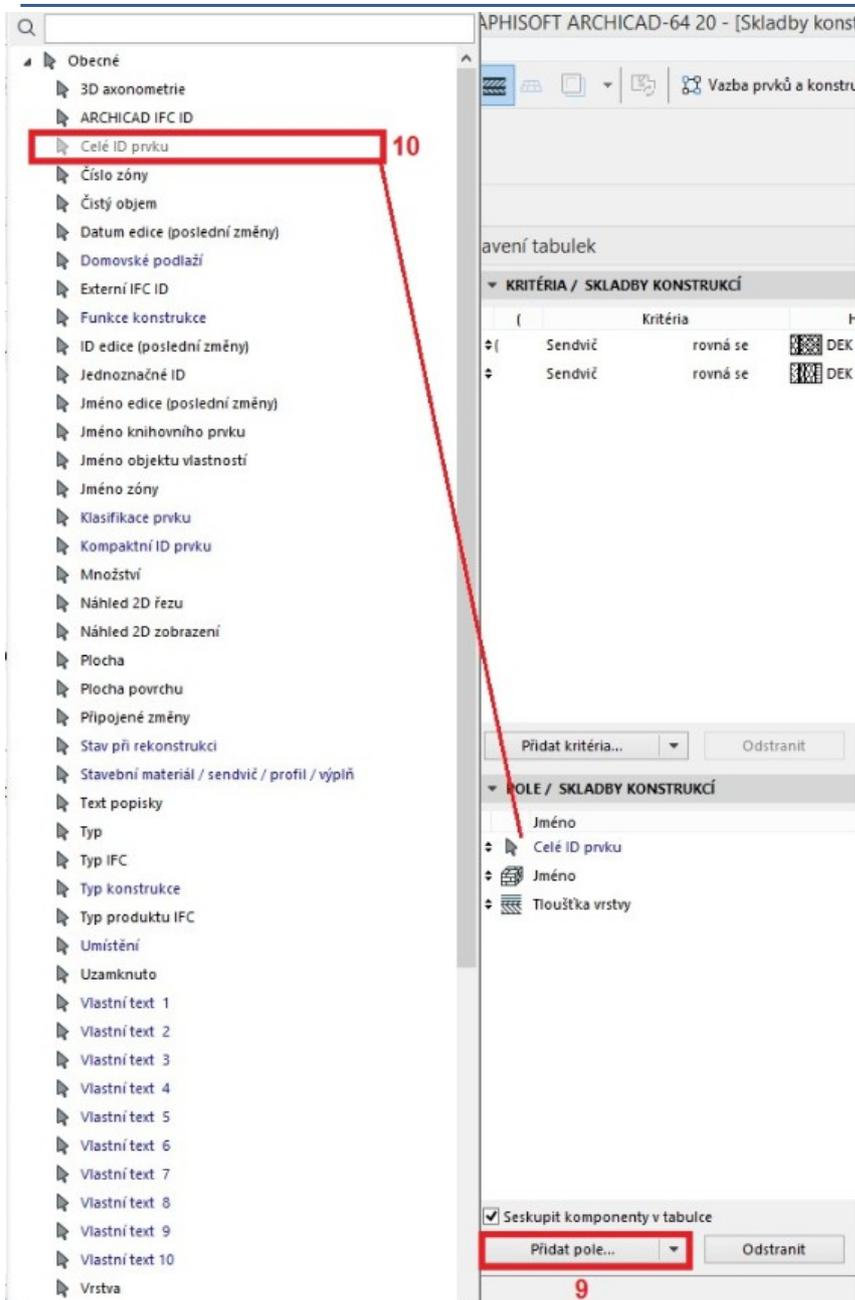 Obecné
3D axonometrie
ARCHICAD IFC ID
Celé ID prvku
10
Číslo zóny
Čistý objem
Datum edice (poslední změny)
Domovské podlaží
Externí IFC ID
Funkce konstrukce
ID edice (poslední změny)
Jednoznačné ID
Jméno edice (poslední změny)
Jméno knihovního prvku
Jméno objektu vlastností
Jméno zóny
Klasifikace prvku
Kompaktní ID prvku
Množství
Náhled 2D řezu
Náhled 2D zobrazení
Plocha
Plocha povrchu
Připojené změny
Stav při rekonstrukci
Stavební materiál / sendvič / profil / výplň
Text popisky
Typ
Typ IFC
Typ konstrukce
Typ produktu IFC
Umístění
Uzamknuto
Vlastní text 1
Vlastní text 2
Vlastní text 3
Vlastní text 4
Vlastní text 5
Vlastní text 6
Vlastní text 7
Vlastní text 8
Vlastní text 9
Vlastní text 10
Vrstva
APHISOFT ARCHICAD-64 20 - [Skladby konst
Vazba prvků a konstru
avení tabulek
KRITÉRIA / SKLADBY KONSTRUKCÍ
( Kritéria H
( Sendvič rovná se DEK
Sendvič rovná se DEK
Přidat kritéria... Odstranit
POLE / SKLADBY KONSTRUKCÍ
Jméno
Celé ID prvku
Jméno
Tloušťka vrstvy
Seskupit komponenty v tabulce
Přidat pole... Odstranit
9